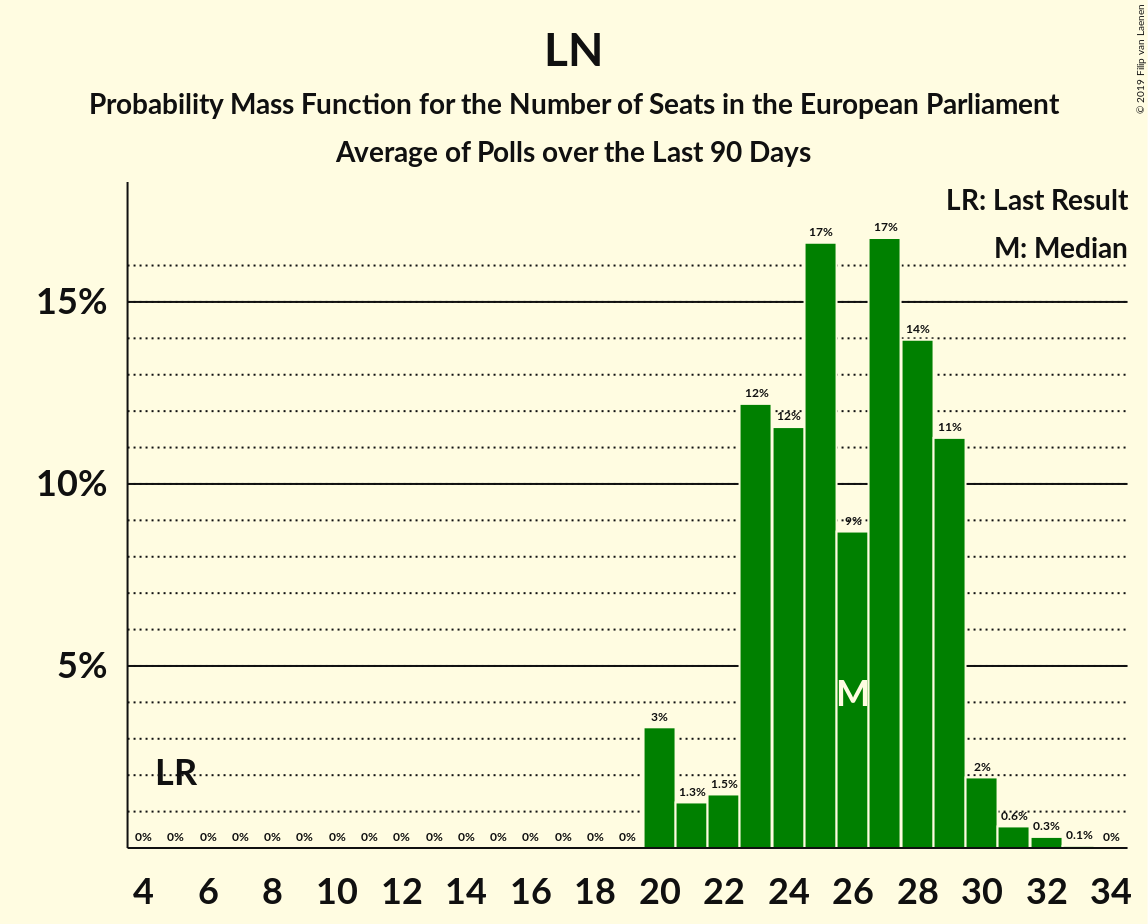 LN
Probability Mass Function for the Number of Seats in the European Parliament
Average of Polls over the Last 90 Days
© 2019 Filip van Laenen
LR: Last Result
M: Median
15%
10%
5%
17%
17%
14%
12%
12%
11%
9%
M
3%
1.3%
1.5%
2%
0.6%
0.3%
0.1%
0%
LR
0% 0% 0% 0% 0% 0% 0% 0% 0% 0% 0% 0% 0% 0% 0% 0%
4 6 8 10 12 14 16 18 20 22 24 26 28 30 32 34